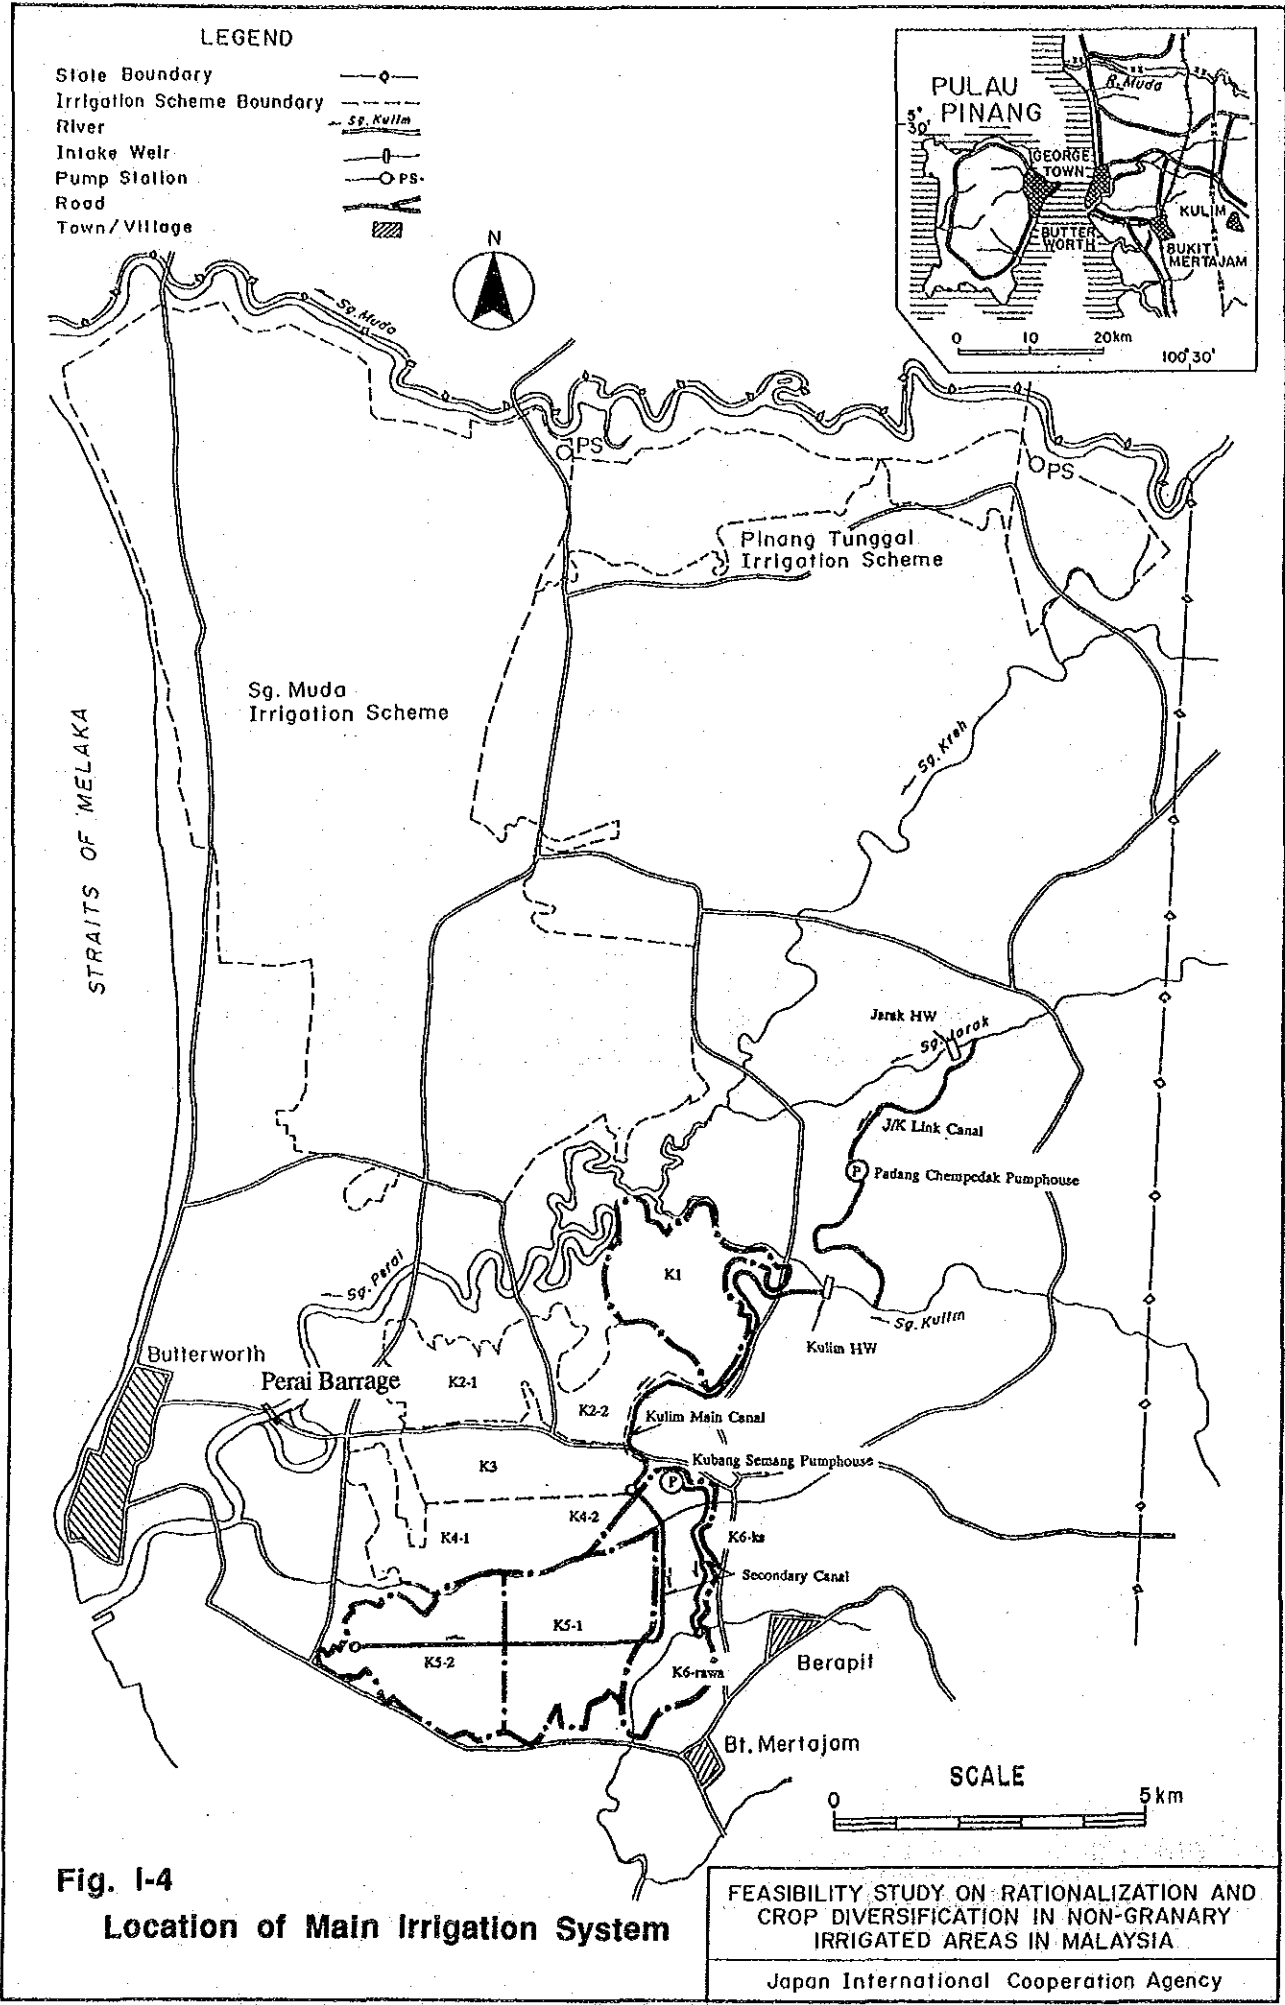 LEGEND
State Boundary
Irrigation Scheme Boundary
River
Sg. Kulim
Intake Weir
Pump Station
PS
Road
Town/Village
N
PULAU
PINANG
R. Muda
5°
30'
GEORGE
TOWN
BUTTER
WORTH
KULIM
BUKIT
MERTAJAM
0 10 20km
100°30'
Sg. Muda
PS
PS
Pinang Tunggal
Irrigation Scheme
Sg. Muda
Irrigation Scheme
STRAITS OF MELAKA
Sg. Kreh
Jarak HW
Sg. Jarak
J/K Link Canal
P
Padang Chempedak Pumphouse
K1
Sg. Perai
Sg. Kulim
Kulim HW
Butterworth
Perai Barrage
K2-1
K2-2
Kulim Main Canal
K3
Kubang Semang Pumphouse
P
K4-2
K4-1
K6-ks
Secondary Canal
K5-1
K5-2
K6-rawa
Berapit
Bt. Mertajam
SCALE
0 5km
Fig. I-4
Location of Main Irrigation System
FEASIBILITY STUDY ON RATIONALIZATION AND
CROP DIVERSIFICATION IN NON-GRANARY
IRRIGATED AREAS IN MALAYSIA
Japan International Cooperation Agency